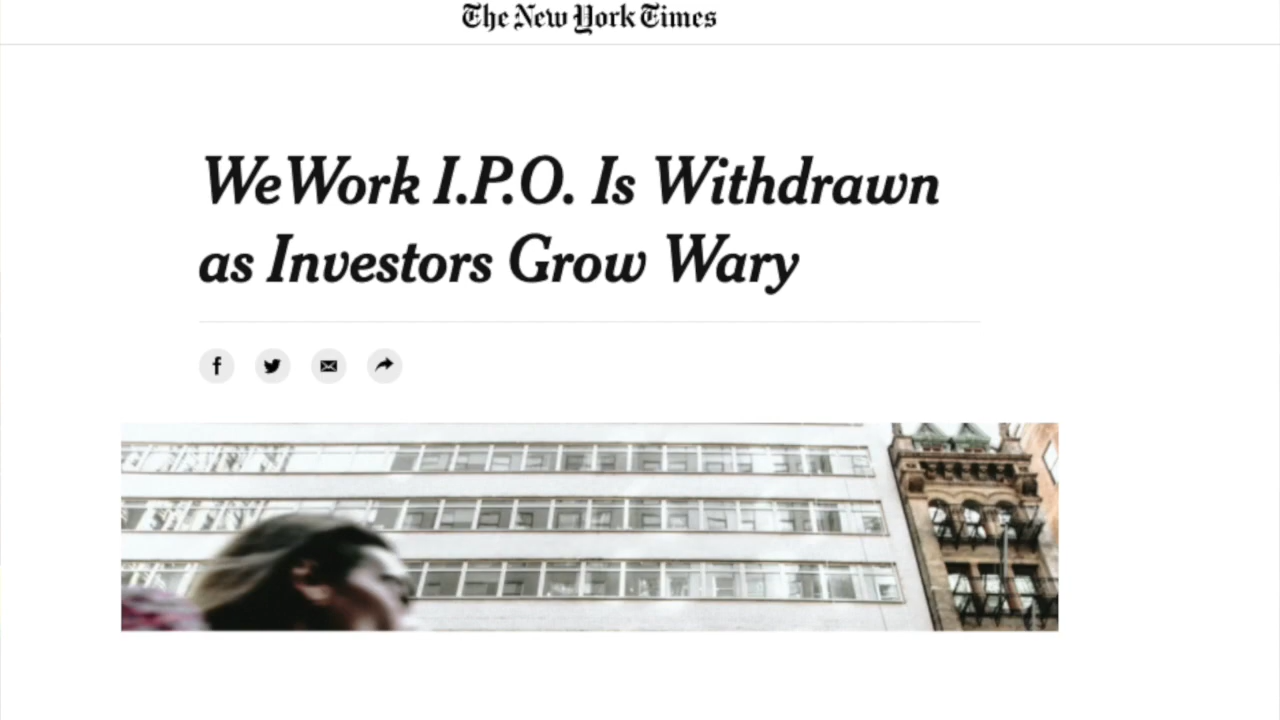 The New York Times
WeWork I.P.O. Is Withdrawn
as Investors Grow Wary